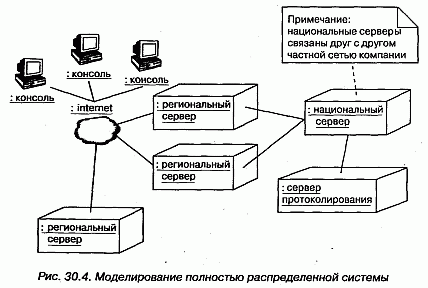 Примечание:
национальные серверы
связаны друг с другом
частной сетью компании
: консоль
: консоль
: консоль
: internet
: региональный
сервер
: национальный
сервер
: региональный
сервер
: сервер
протоколирования
: региональный
сервер
Рис. 30.4. Моделирование полностью распределенной системы